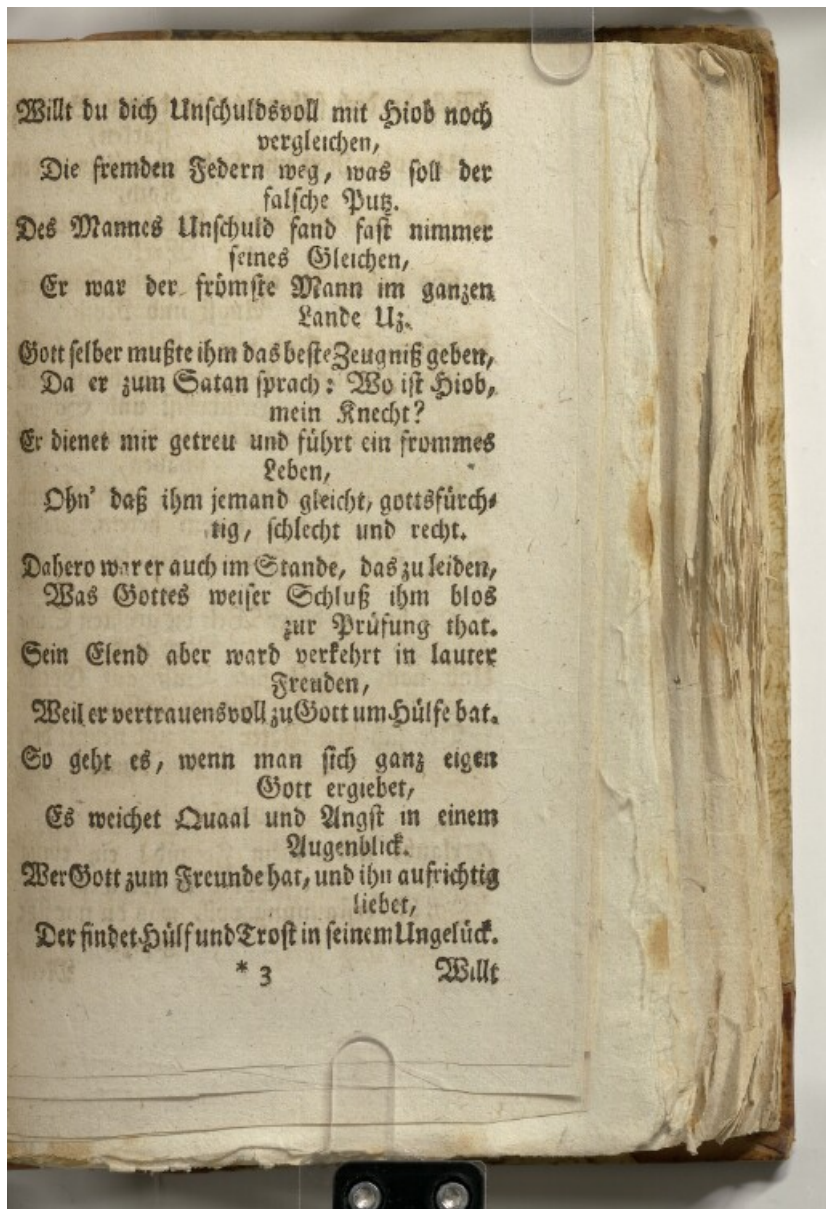 Willt du dich Unschuldsvoll mit Hiob noch
vergleichen,
Die fremden Federn weg, was soll der
falsche Putz.
Des Mannes Unschuld fand fast nimmer
seines Gleichen,
Er war der frömste Mann im ganzen
Lande Uz.
Gott selber mußte ihm das beste Zeugniß geben,
Da er zum Satan sprach: Wo ist Hiob,
mein Knecht?
Er dienet mir getreu und führt ein frommes
Leben,
Ohn' daß ihm jemand gleicht, gottsfürch-
tig, schlecht und recht.
Dahero war er auch im Stande, das zu leiden,
Was Gottes weiser Schluß ihm blos
zur Prüfung that.
Sein Elend aber ward verkehrt in lauter
Freuden,
Weil er vertrauensvoll zu Gott um Hülfe bat.
So geht es, wenn man sich ganz eigen
Gott ergiebet,
Es weichet Quaal und Angst in einem
Augenblick.
Wer Gott zum Freunde hat, und ihn aufrichtig
liebet,
Der findet Hülf und Trost in seinem Ungelück.
* 3 Willt